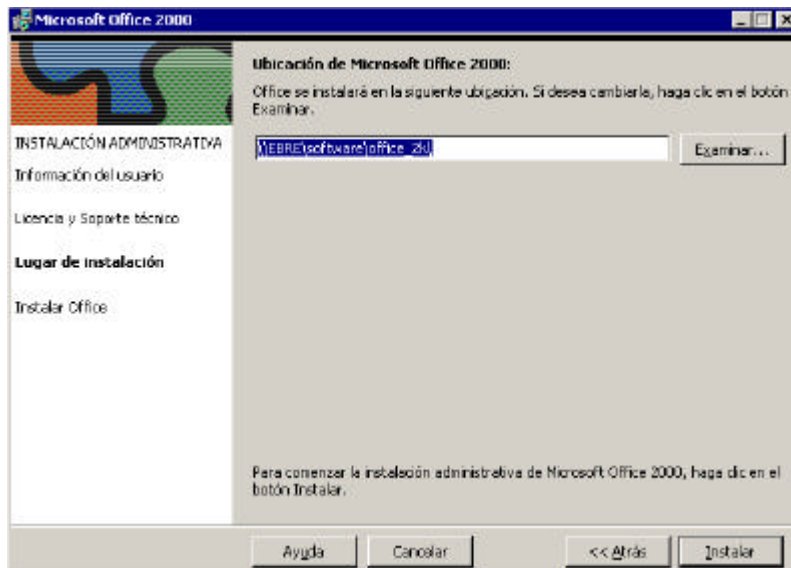 Microsoft Office 2000
INSTALACIÓN ADMINISTRATIVA
Información del usuario
Licencia y Soporte técnico
Lugar de instalación
Instalar Office
Ubicación de Microsoft Office 2000:
Office se instalará en la siguiente ubicación. Si desea cambiarla, haga clic en el botón
Examinar.
\\EBRE\software\office_2k\
Examinar...
Para comenzar la instalación administrativa de Microsoft Office 2000, haga clic en el
botón Instalar.
Ayuda
Cancelar
<< Atrás
Instalar